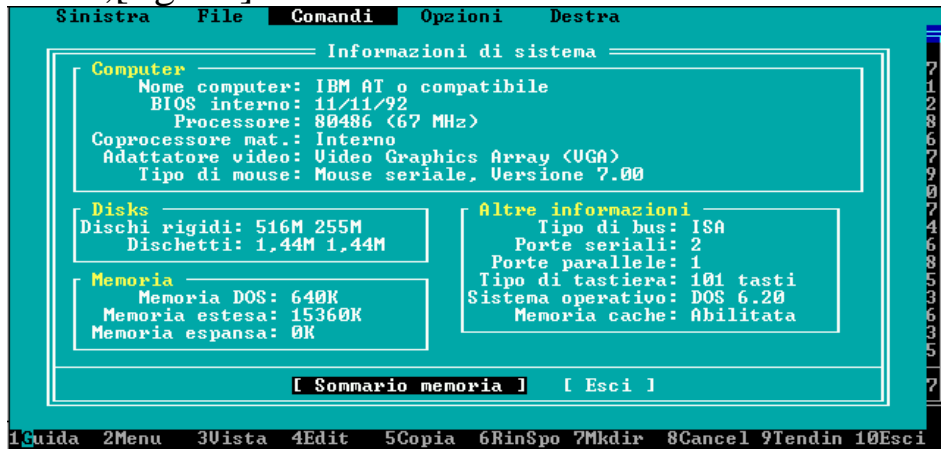 Sinistra File Comandi Opzioni Destra
Informazioni di sistema
Computer
Nome computer: IBM AT o compatibile
BIOS interno: 11/11/92
Processore: 80486 (67 MHz)
Coprocessore mat.: Interno
Adattatore video: Video Graphics Array (VGA)
Tipo di mouse: Mouse seriale, Versione 7.00
Disks
Dischi rigidi: 516M 255M
Dischetti: 1,44M 1,44M
Memoria
Memoria DOS: 640K
Memoria estesa: 15360K
Memoria espansa: 0K
Altre informazioni
Tipo di bus: ISA
Porte seriali: 2
Porte parallele: 1
Tipo di tastiera: 101 tasti
Sistema operativo: DOS 6.20
Memoria cache: Abilitata
[ Sommario memoria ] [ Esci ]
1Guida 2Menu 3Vista 4Edit 5Copia 6RinSpo 7Mkdir 8Cancel 9Tendin 10Esci